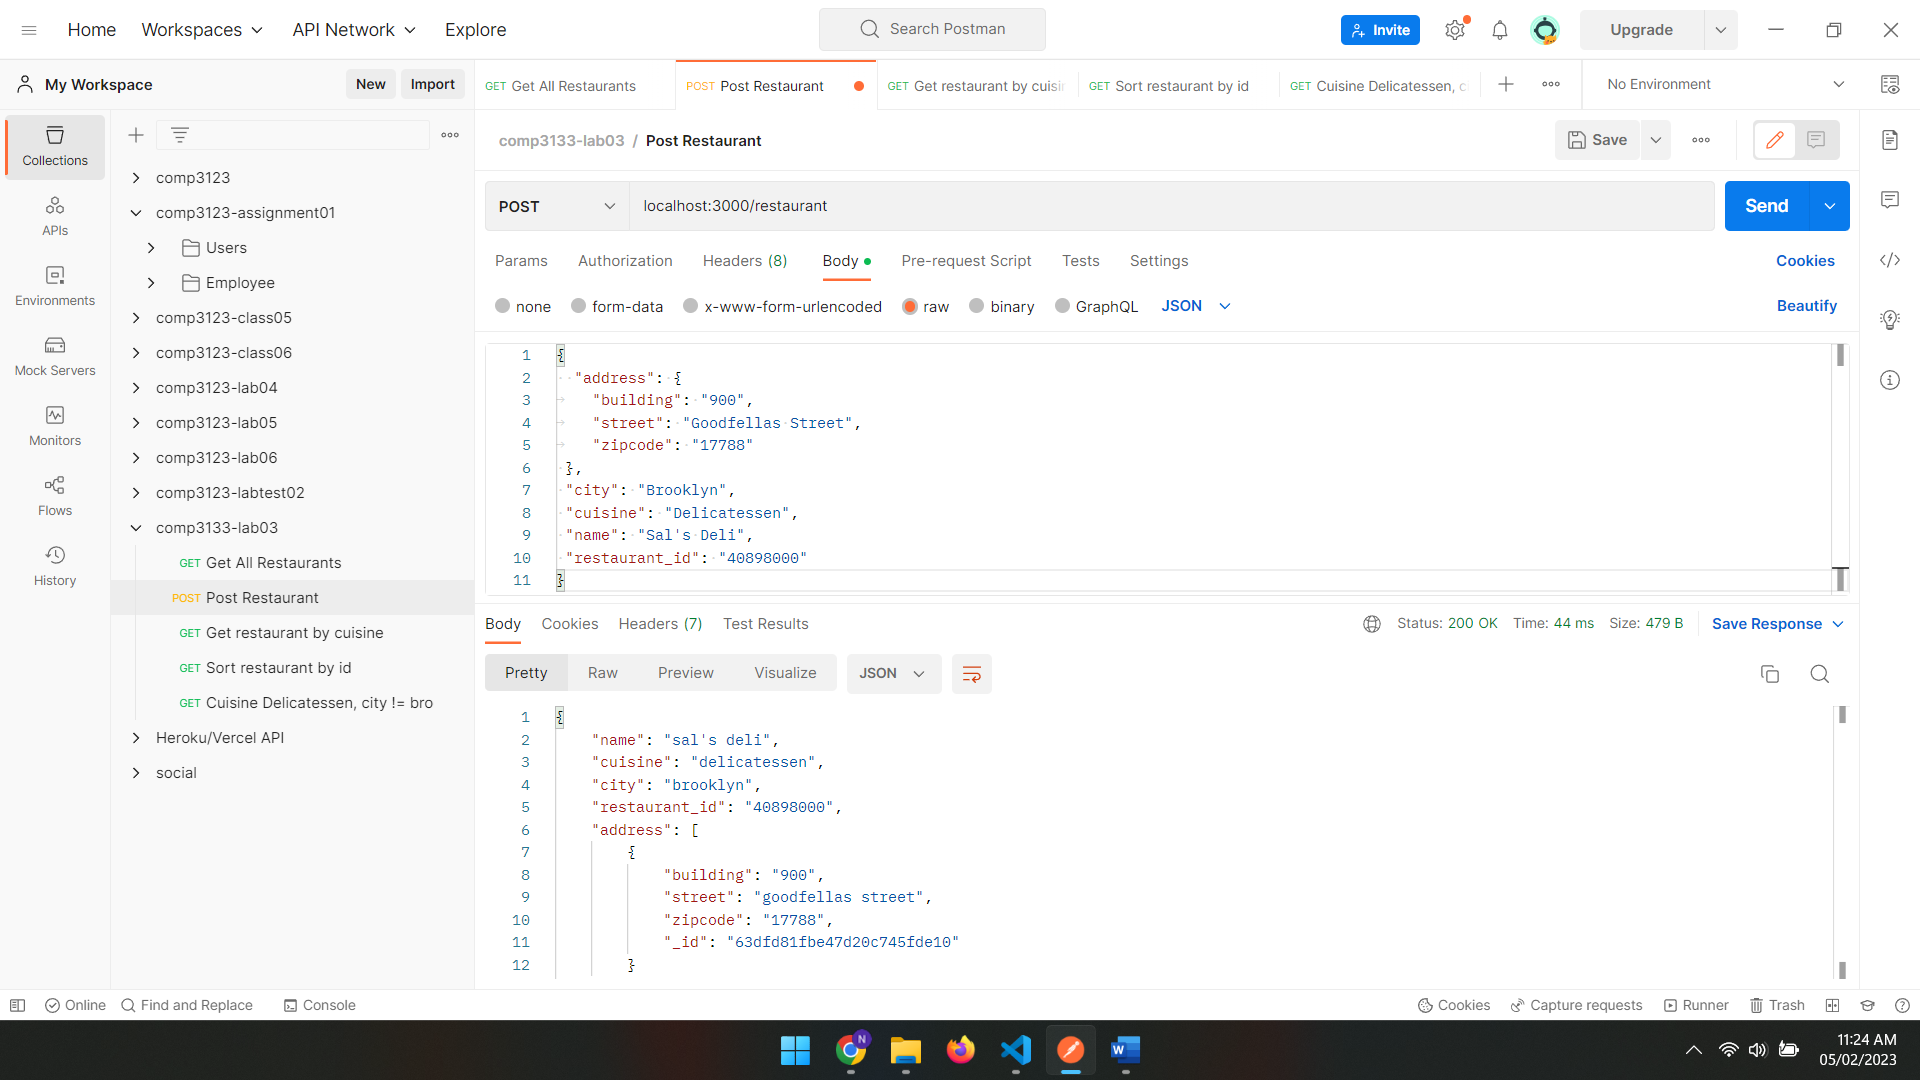 Home
Workspaces
API Network
Explore
Search Postman
Invite
Upgrade
My Workspace
New
Import
GET Get All Restaurants
POST Post Restaurant
GET Get restaurant by cuisi
GET Sort restaurant by id
GET Cuisine Delicatessen, c
No Environment
Collections
APIs
Environments
Mock Servers
Monitors
Flows
History
comp3123
comp3123-assignment01
Users
Employee
comp3123-class05
comp3123-class06
comp3123-lab04
comp3123-lab05
comp3123-lab06
comp3123-labtest02
comp3133-lab03
GET Get All Restaurants
POST Post Restaurant
GET Get restaurant by cuisine
GET Sort restaurant by id
GET Cuisine Delicatessen, city != bro
Heroku/Vercel API
social
comp3133-lab03 / Post Restaurant
Save
POST
localhost:3000/restaurant
Send
Params
Authorization
Headers (8)
Body
Pre-request Script
Tests
Settings
Cookies
none
form-data
x-www-form-urlencoded
raw
binary
GraphQL
JSON
Beautify
1 {
2 "address": {
3 "building": "900",
4 "street": "Goodfellas Street",
5 "zipcode": "17788"
6 },
7 "city": "Brooklyn",
8 "cuisine": "Delicatessen",
9 "name": "Sal's Deli",
10 "restaurant_id": "40898000"
11 }
Body
Cookies
Headers (7)
Test Results
Status: 200 OK
Time: 44 ms
Size: 479 B
Save Response
Pretty
Raw
Preview
Visualize
JSON
1 {
2 "name": "sal's deli",
3 "cuisine": "delicatessen",
4 "city": "brooklyn",
5 "restaurant_id": "40898000",
6 "address": [
7 {
8 "building": "900",
9 "street": "goodfellas street",
10 "zipcode": "17788",
11 "_id": "63dfd81fbe47d20c745fde10"
12 }
Online
Find and Replace
Console
Cookies
Capture requests
Runner
Trash
N
W
11:24 AM
05/02/2023